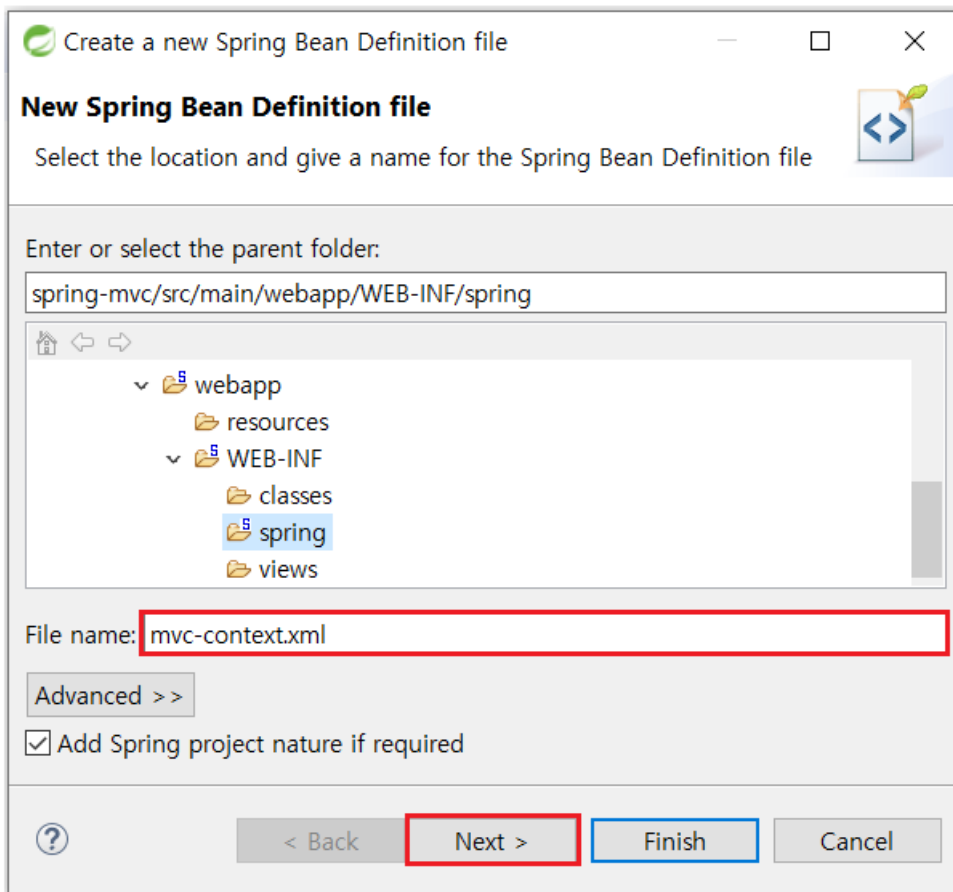 Create a new Spring Bean Definition file
New Spring Bean Definition file
Select the location and give a name for the Spring Bean Definition file
Enter or select the parent folder:
spring-mvc/src/main/webapp/WEB-INF/spring
webapp
resources
WEB-INF
classes
spring
views
File name: mvc-context.xml
Advanced >>
Add Spring project nature if required
< Back Next > Finish Cancel